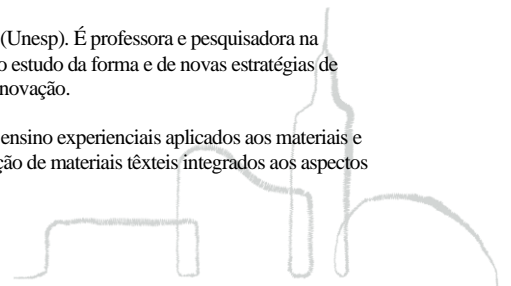 (Unesp). É professora e pesquisadora na
o estudo da forma e de novas estratégias de
novação.
ensino experienciais aplicados aos materiais e
ção de materiais têxteis integrados aos aspectos